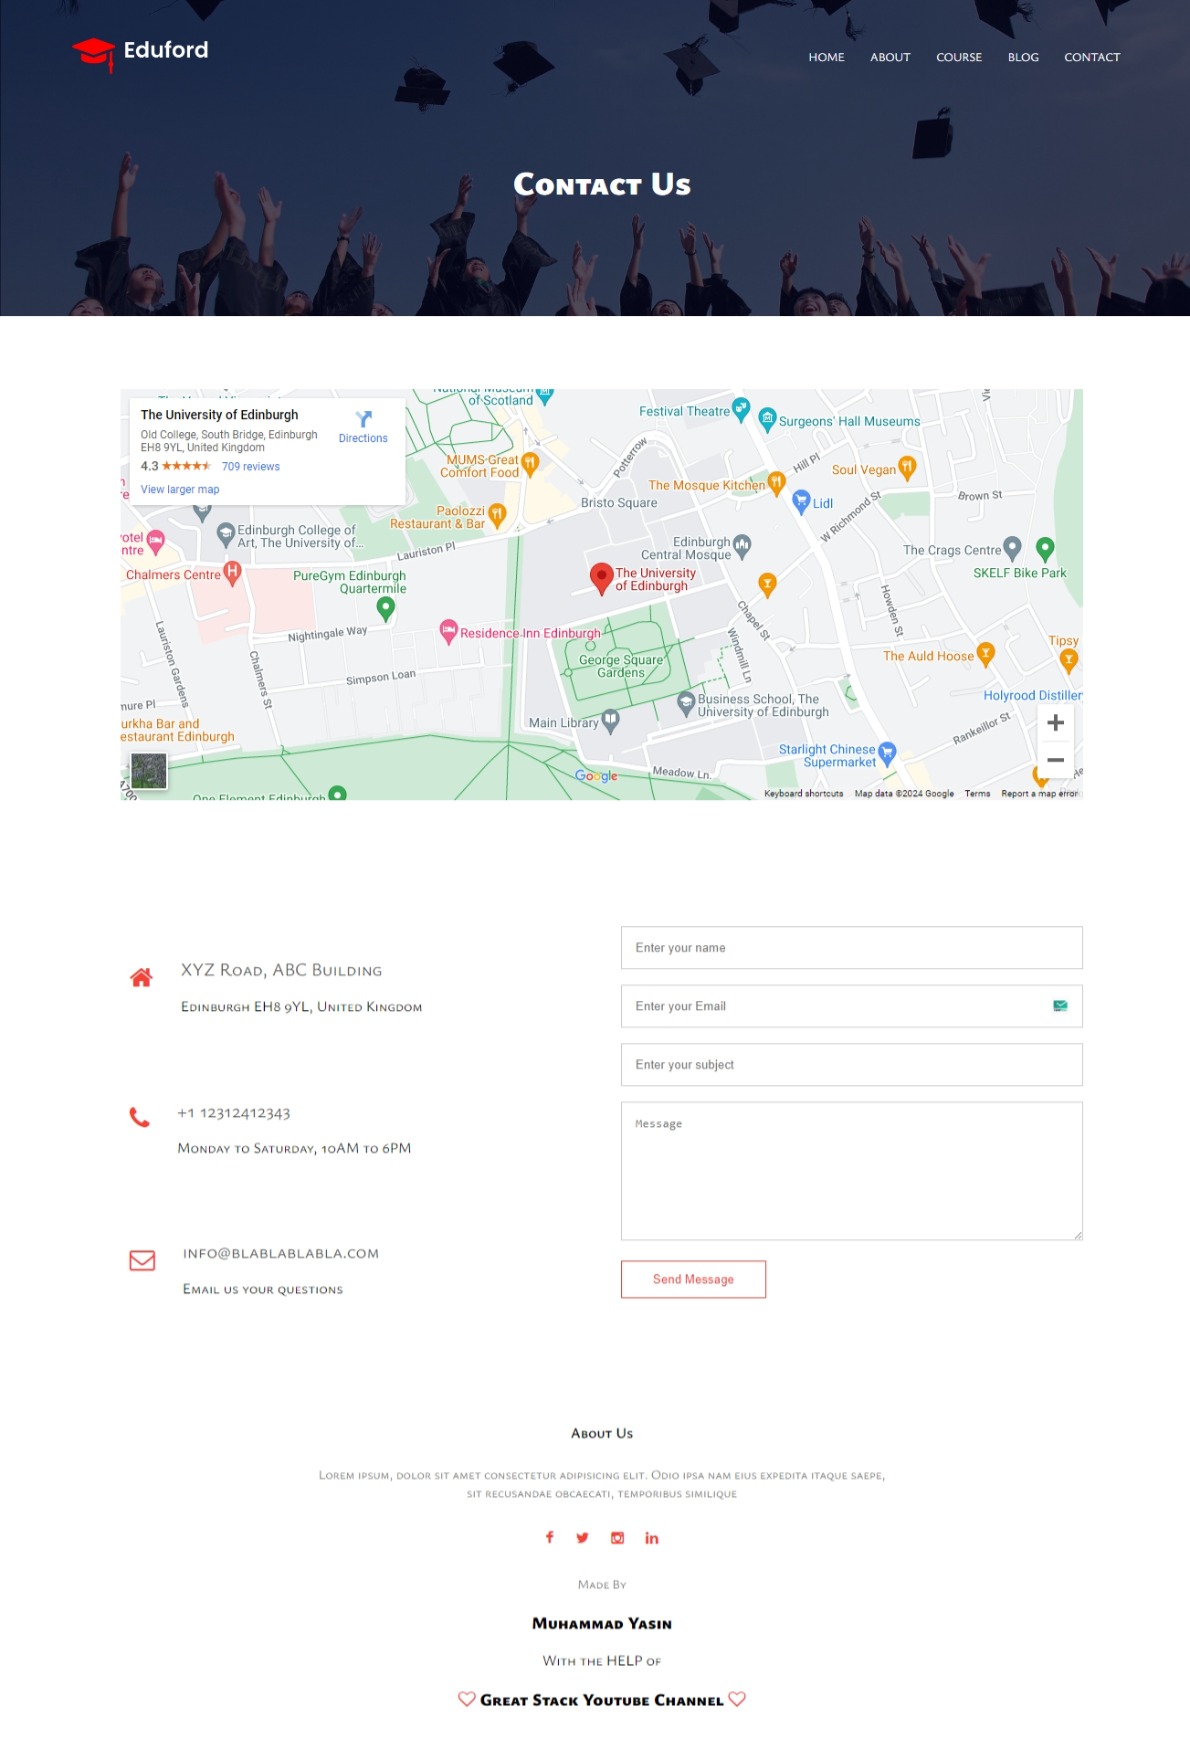 Eduford
HOME ABOUT COURSE BLOG CONTACT
Contact Us
The University of Edinburgh
Old College, South Bridge, Edinburgh
EH8 9YL, United Kingdom
4.3 709 reviews
View larger map
Directions
National Museum
of Scotland
Festival Theatre
Surgeons' Hall Museums
MUMS Great
Comfort Food
Potterrow
Hill Pl
Soul Vegan
The Mosque Kitchen
Bristo Square
Lidl
Brown St
W Richmond St
Paolozzi
Restaurant & Bar
Edinburgh College of
Art, The University of...
Lauriston Pl
Edinburgh
Central Mosque
The Crags Centre
SKELF Bike Park
Chalmers Centre
PureGym Edinburgh
Quartermile
The University
of Edinburgh
Howden St
Chapel St
Windmill Ln
Nightingale Way
Residence Inn Edinburgh
Lauriston Gardens
Chalmers St
Simpson Loan
George Square
Gardens
The Auld Hoose
Tipsy
Holyrood Distiller
Business School, The
University of Edinburgh
Main Library
Rankeillor St
urkha Bar and
estaurant Edinburgh
Starlight Chinese
Supermarket
Google
Meadow Ln.
One Element Edinburgh
Keyboard shortcuts Map data ©2024 Google Terms Report a map error
XYZ Road, ABC Building
Edinburgh EH8 9YL, United Kingdom
+1 12312412343
Monday to Saturday, 10AM to 6PM
info@blablablabla.com
Email us your questions
Enter your name
Enter your Email
Enter your subject
Message
Send Message
About Us
Lorem ipsum, dolor sit amet consectetur adipisicing elit. Odio ipsa nam eius expedita itaque saepe,
sit recusandae obcaecati, temporibus similique
Made By
Muhammad Yasin
With the HELP of
Great Stack Youtube Channel